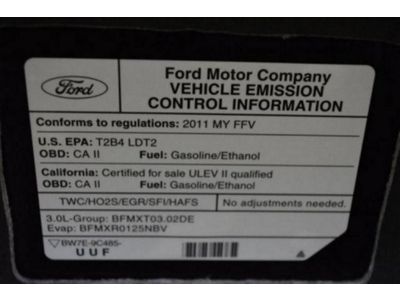 Ford
Ford Motor Company
VEHICLE EMISSION
CONTROL INFORMATION
Conforms to regulations: 2011 MY FFV
U.S. EPA: T2B4 LDT2
OBD: CA II Fuel: Gasoline/Ethanol
California: Certified for sale ULEV II qualified
OBD: CA II Fuel: Gasoline/Ethanol
TWC/HO2S/EGR/SFI/HAFS No adjustments needed.
3.0L-Group: BFMXT03.02DE
Evap: BFMXR0125NBV
BW7E-9C485-
UUF